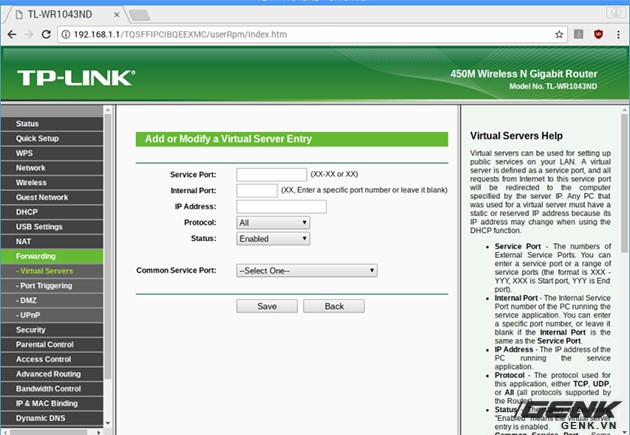 TL-WR1043ND
192.168.1.1/TQSFFIPCIBQEEXMC/userRpm/Index.htm
TP-LINK®
450M Wireless N Gigabit Router
Model No. TL-WR1043ND
Status
Quick Setup
WPS
Network
Wireless
Guest Network
DHCP
USB Settings
NAT
Forwarding
- Virtual Servers
- Port Triggering
- DMZ
- UPnP
Security
Parental Control
Access Control
Advanced Routing
Bandwidth Control
IP & MAC Binding
Dynamic DNS
Add or Modify a Virtual Server Entry
Service Port: (XX-XX or XX)
Internal Port: (XX, Enter a specific port number or leave it blank)
IP Address:
Protocol: All
Status: Enabled
Common Service Port: --Select One--
Save Back
Virtual Servers Help
Virtual servers can be used for setting up
public services on your LAN. A virtual
server is defined as a service port, and all
requests from Internet to this service port
will be redirected to the computer
specified by the server IP. Any PC that
was used for a virtual server must have a
static or reserved IP address because its
IP address may change when using the
DHCP function.
• Service Port - The numbers of
External Service Ports. You can
enter a service port or a range of
service ports (the format is XXX -
YYY, XXX is Start port, YYY is End
port).
• Internal Port - The Internal Service
Port number of the PC running the
service application. You can enter
a specific port number, or leave it
blank if the Internal Port is the
same as the Service Port.
• IP Address - The IP address of the
PC running the service
application.
• Protocol - The protocol used for
this application, either TCP, UDP,
or All (all protocols supported by
the Router).
• Status
"Enabled" means the virtual server
entry is enabled.
• Common Service Port - Some
GENK
GENK.VN